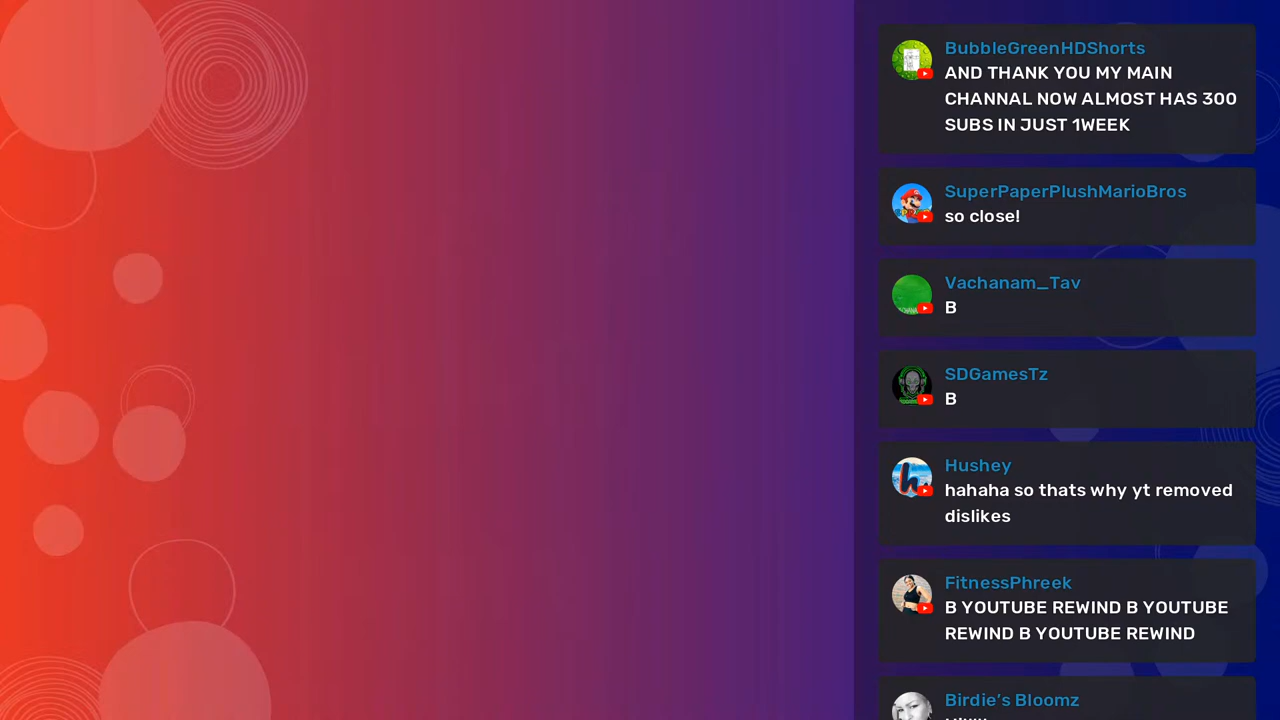 BubbleGreenHDShorts
AND THANK YOU MY MAIN
CHANNAL NOW ALMOST HAS 300
SUBS IN JUST 1WEEK
SuperPaperPlushMarioBros
so close!
Vachanam_Tav
B
SDGamesTz
B
Hushey
hahaha so thats why yt removed
dislikes
FitnessPhreek
B YOUTUBE REWIND B YOUTUBE
REWIND B YOUTUBE REWIND
Birdie's Bloomz